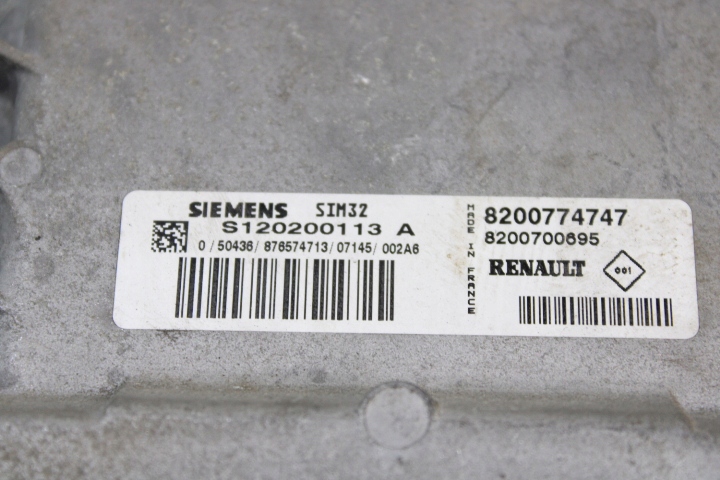 SIEMENS SIM32
S120200113 A
0 / 50436 / 876574713 / 07145 / 002A6
MADE IN FRANCE
8200774747
8200700695
RENAULT 001